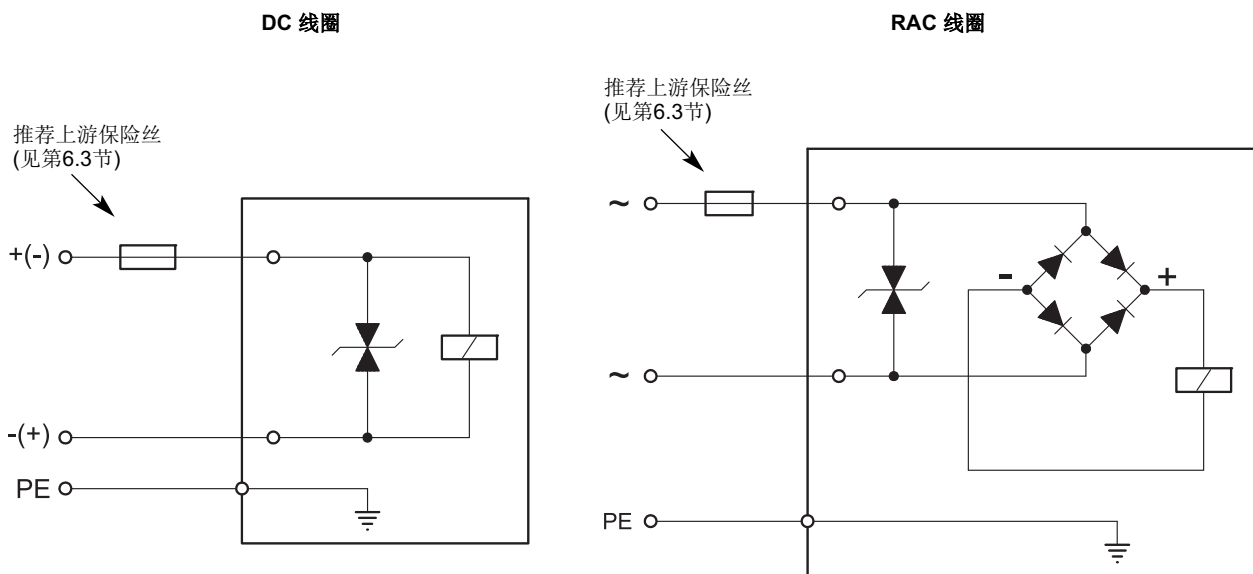 DC 线圈
推荐上游保险丝
(见第6.3节)
+(-)
-(+)
PE
RAC 线圈
推荐上游保险丝
(见第6.3节)
~
- +
~
PE